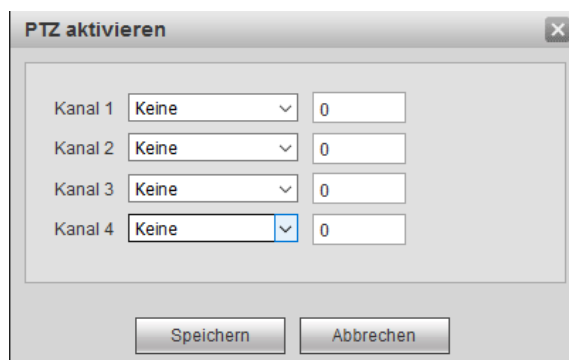 PTZ aktivieren
Kanal 1 Keine 0
Kanal 2 Keine 0
Kanal 3 Keine 0
Kanal 4 Keine 0
Speichern Abbrechen